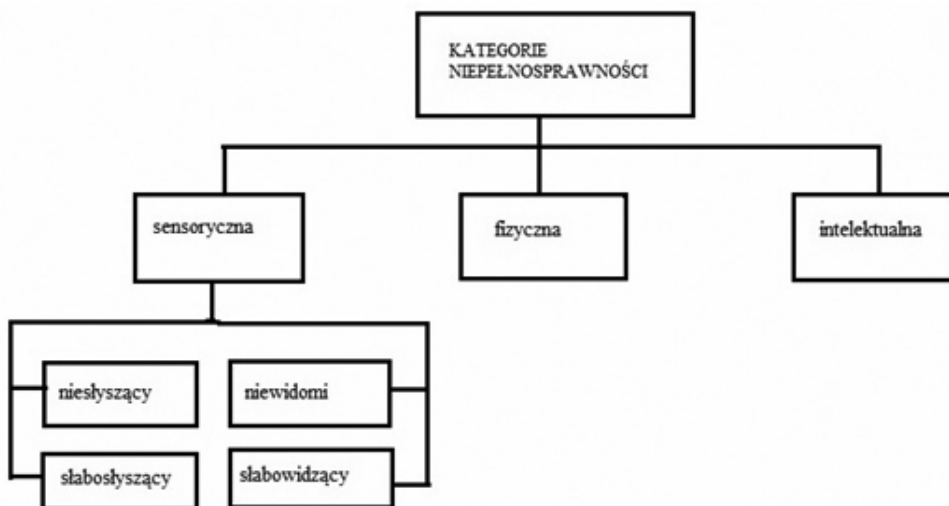 KATEGORIE
NIEPEŁNOSPRAWNOŚCI
sensoryczna
fizyczna
intelektualna
niesłyszący
niewidomi
słabosłyszący
słabowidzący